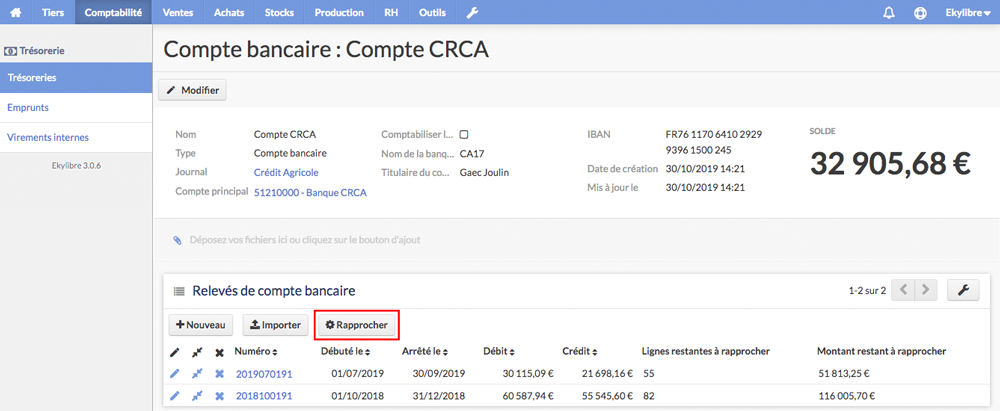 Tiers Comptabilité Ventes Achats Stocks Production RH Outils Ekylibre
Trésorerie
Trésoreries
Emprunts
Virements internes
Ekylibre 3.0.6
Compte bancaire : Compte CRCA
Modifier
Nom Compte CRCA
Type Compte bancaire
Journal Crédit Agricole
Compte principal 51210000 - Banque CRCA
Comptabiliser l...
Nom de la banq... CA17
Titulaire du co... Gaec Joulin
IBAN FR76 1170 6410 2929
9396 1500 245
Date de création 30/10/2019 14:21
Mis à jour le 30/10/2019 14:21
SOLDE
32 905,68 €
Déposez vos fichiers ici ou cliquez sur le bouton d'ajout
Relevés de compte bancaire 1-2 sur 2
Nouveau Importer Rapprocher
Numéro Débuté le Arrêté le Débit Crédit Lignes restantes à rapprocher Montant restant à rapprocher
2019070191 01/07/2019 30/09/2019 30 115,09 € 21 698,16 € 55 51 813,25 €
2018100191 01/10/2018 31/12/2018 60 587,94 € 55 545,60 € 82 116 005,70 €